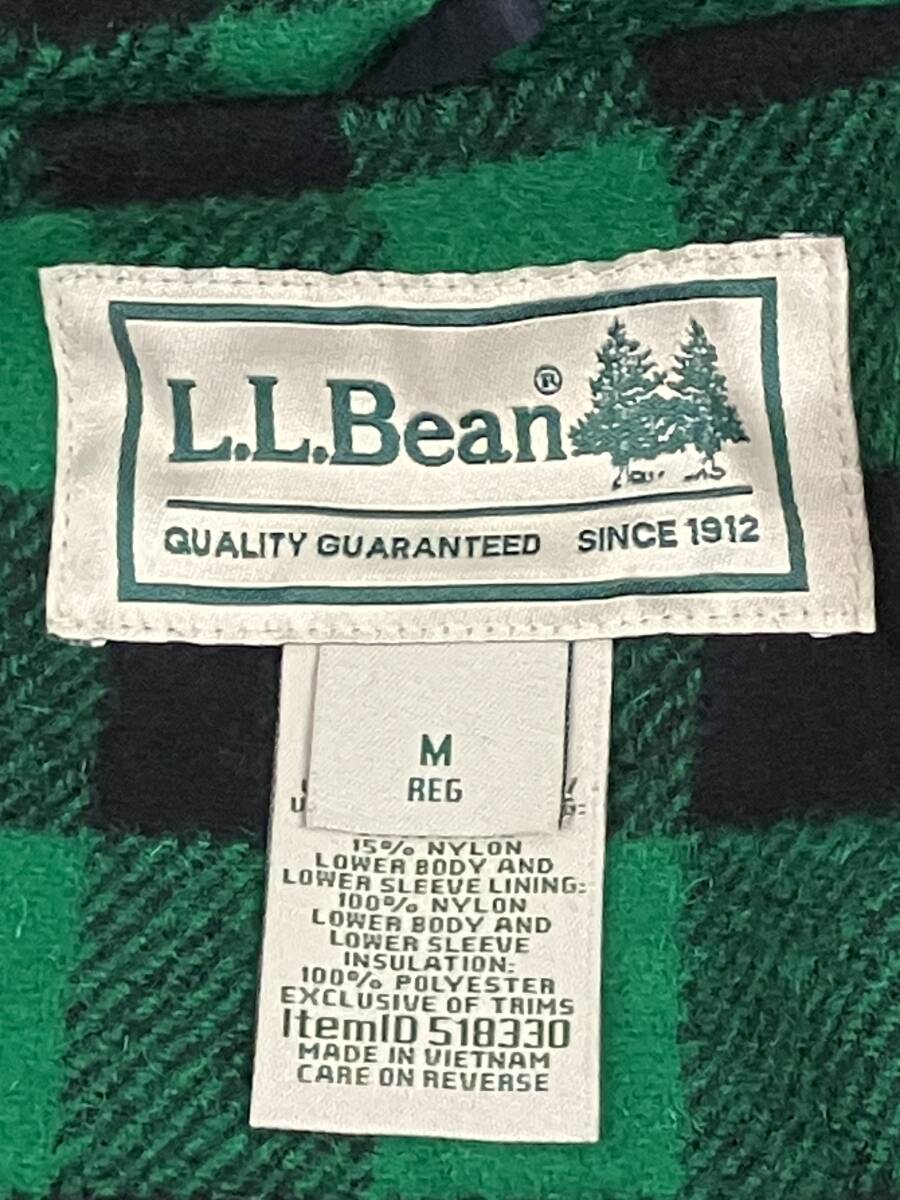 L.L.Bean®
QUALITY GUARANTEED SINCE 1912
M
REG
15% NYLON
LOWER BODY AND
LOWER SLEEVE LINING:
100% NYLON
LOWER BODY AND
LOWER SLEEVE
INSULATION:
100% POLYESTER
EXCLUSIVE OF TRIMS
ItemID 518330
MADE IN VIETNAM
CARE ON REVERSE